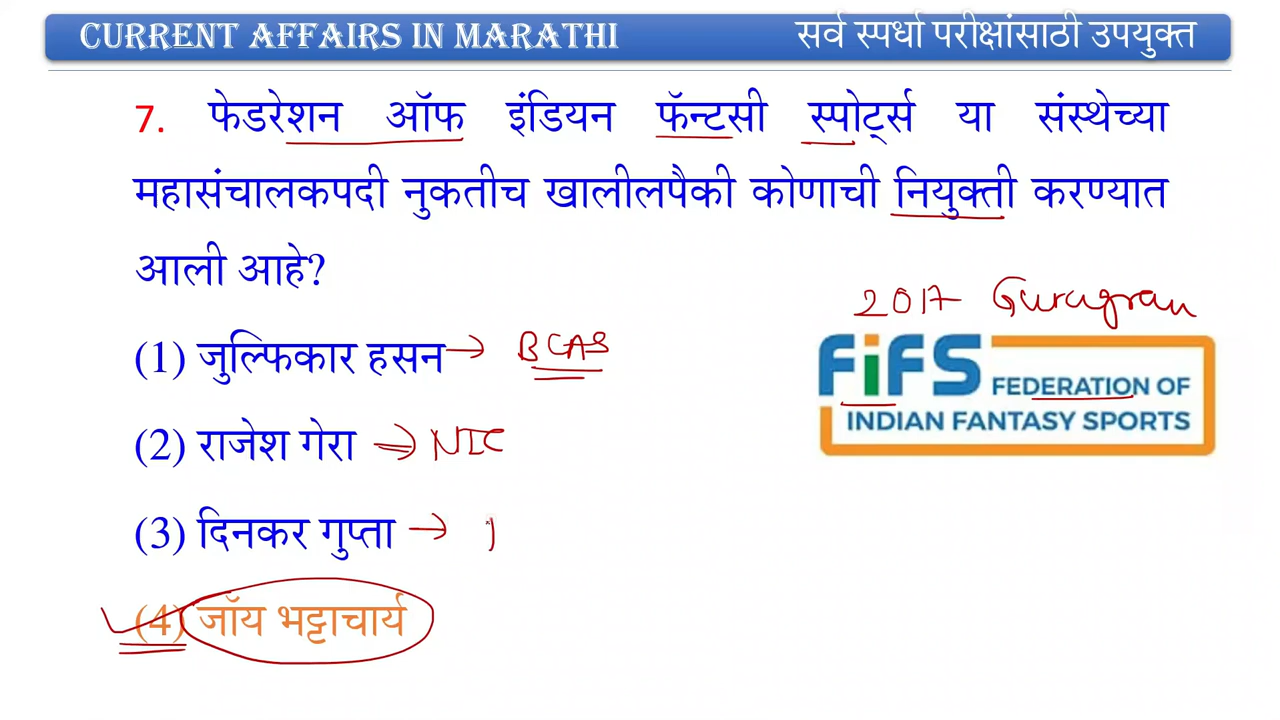 CURRENT AFFAIRS IN MARATHI
सर्व स्पर्धा परीक्षांसाठी उपयुक्त
7. फेडरेशन ऑफ इंडियन फॅन्टसी स्पोर्ट्स या संस्थेच्या
महासंचालकपदी नुकतीच खालीलपैकी कोणाची नियुक्ती करण्यात
आली आहे?
2017 Gurugram
(1) जुल्फिकार हसन → BCAS
FiFS FEDERATION OF
INDIAN FANTASY SPORTS
(2) राजेश गेरा → NIC
(3) दिनकर गुप्ता →
(4) जॉय भट्टाचार्य